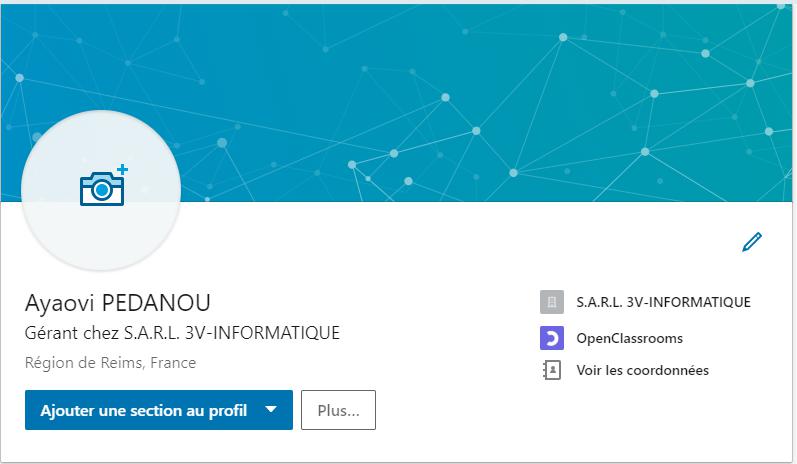 Ayaovi PEDANOU
Gérant chez S.A.R.L. 3V-INFORMATIQUE
Région de Reims, France
Ajouter une section au profil
Plus...
S.A.R.L. 3V-INFORMATIQUE
OpenClassrooms
Voir les coordonnées